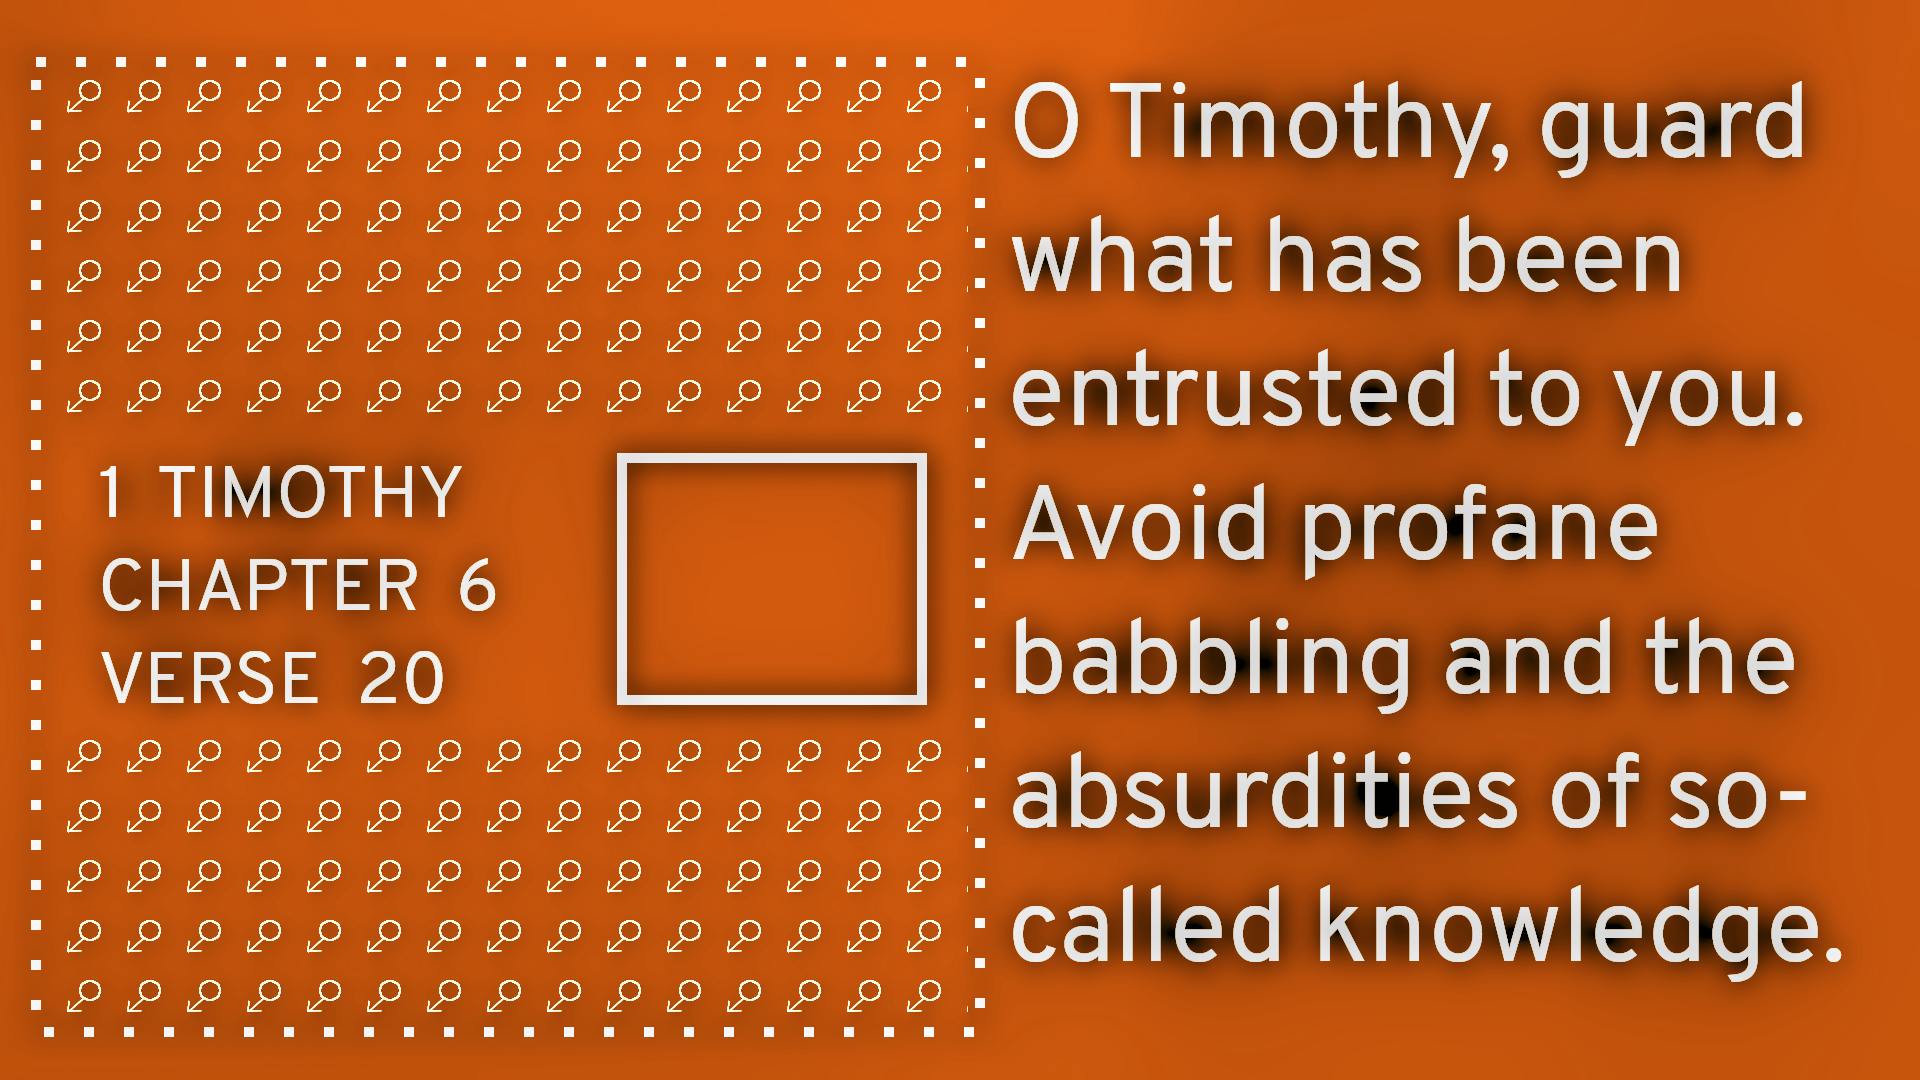 1 TIMOTHY
CHAPTER 6
VERSE 20
O Timothy, guard
what has been
entrusted to you.
Avoid profane
babbling and the
absurdities of so-
called knowledge.